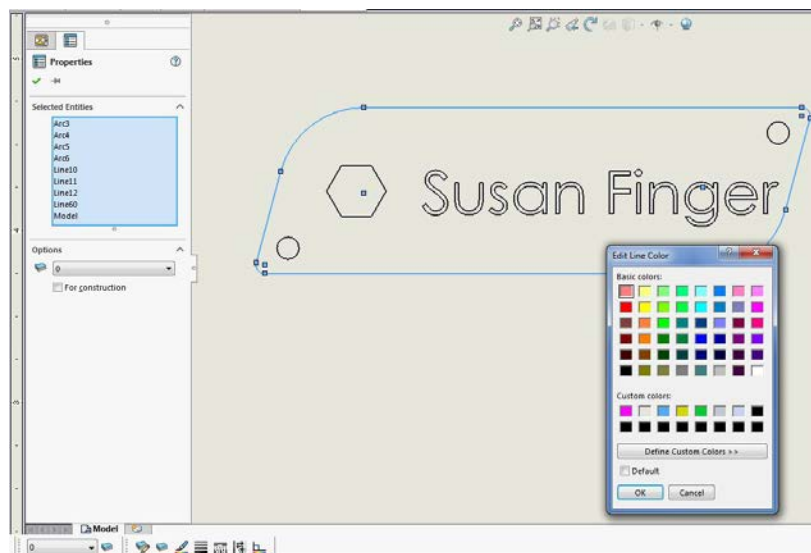 Properties
Selected Entities
Arc3
Arc4
Arc5
Arc6
Line10
Line11
Line12
Line60
Model
Options
0
For construction
Susan Finger
Edit Line Color
Basic colors:
Custom colors:
Define Custom Colors >>
Default
OK Cancel
Model
0